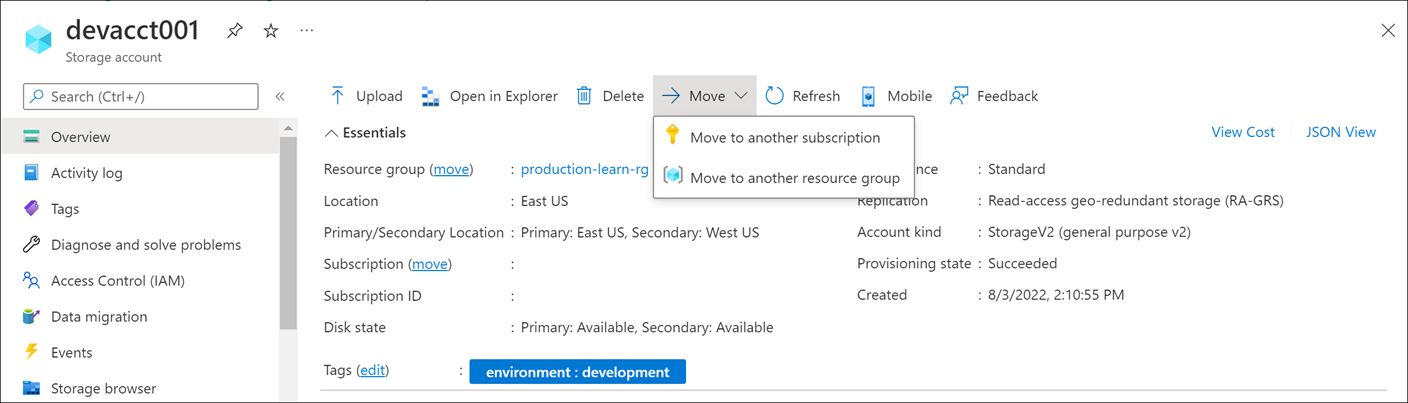 devacct001 ...
Storage account
Search (Ctrl+/)
«
Overview
Activity log
Tags
Diagnose and solve problems
Access Control (IAM)
Data migration
Events
Storage browser
Upload Open in Explorer Delete Move Refresh Mobile Feedback
Move to another subscription
Move to another resource group
Essentials
View Cost JSON View
Resource group (move) : production-learn-rg
Location : East US
Primary/Secondary Location : Primary: East US, Secondary: West US
Subscription (move) :
Subscription ID :
Disk state : Primary: Available, Secondary: Available
nce : Standard
Replication : Read-access geo-redundant storage (RA-GRS)
Account kind : StorageV2 (general purpose v2)
Provisioning state : Succeeded
Created : 8/3/2022, 2:10:55 PM
Tags (edit) : environment : development